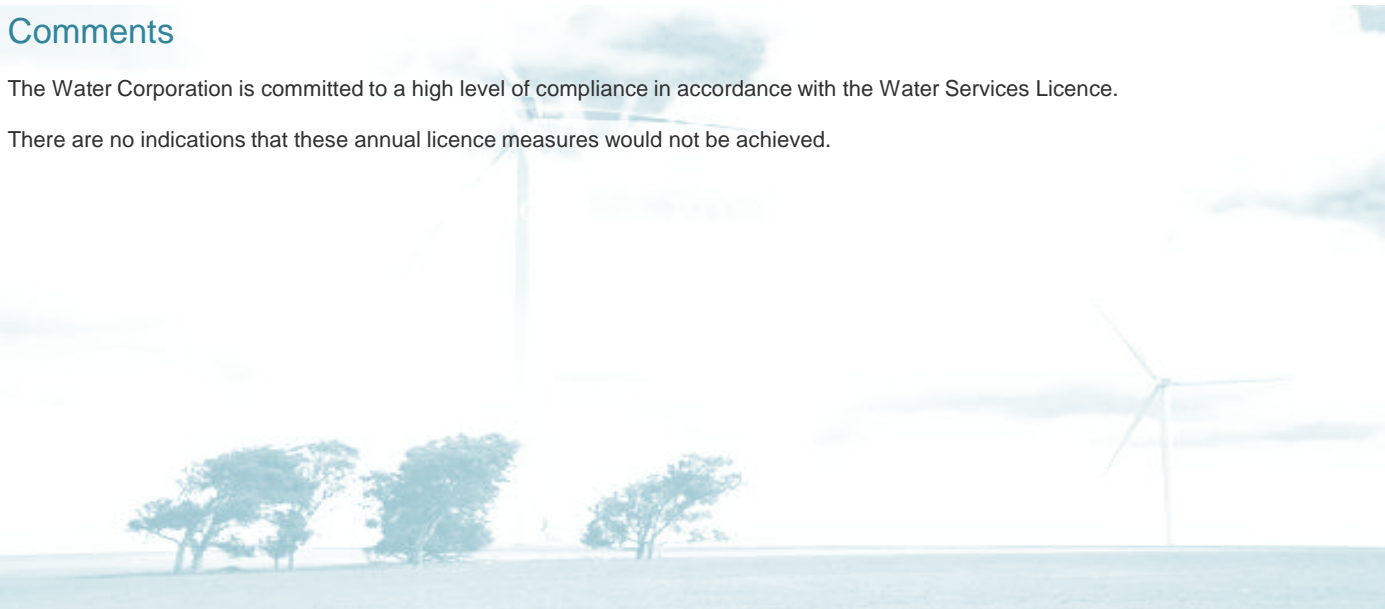 Comments
The Water Corporation is committed to a high level of compliance in accordance with the Water Services Licence.
There are no indications that these annual licence measures would not be achieved.